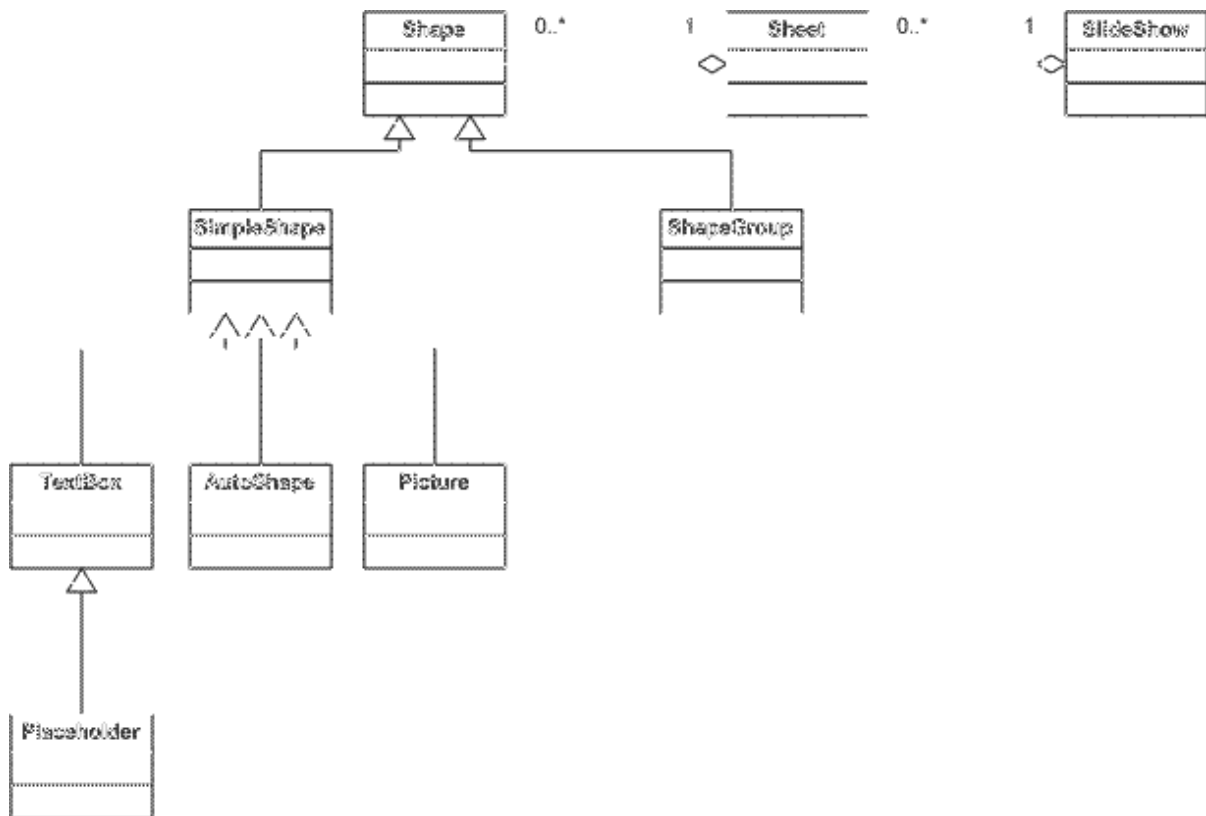 Shape 0..* 1 Sheet 0..* 1 SlideShow
SimpleShape ShapeGroup
TextBox AutoShape Picture
Placeholder